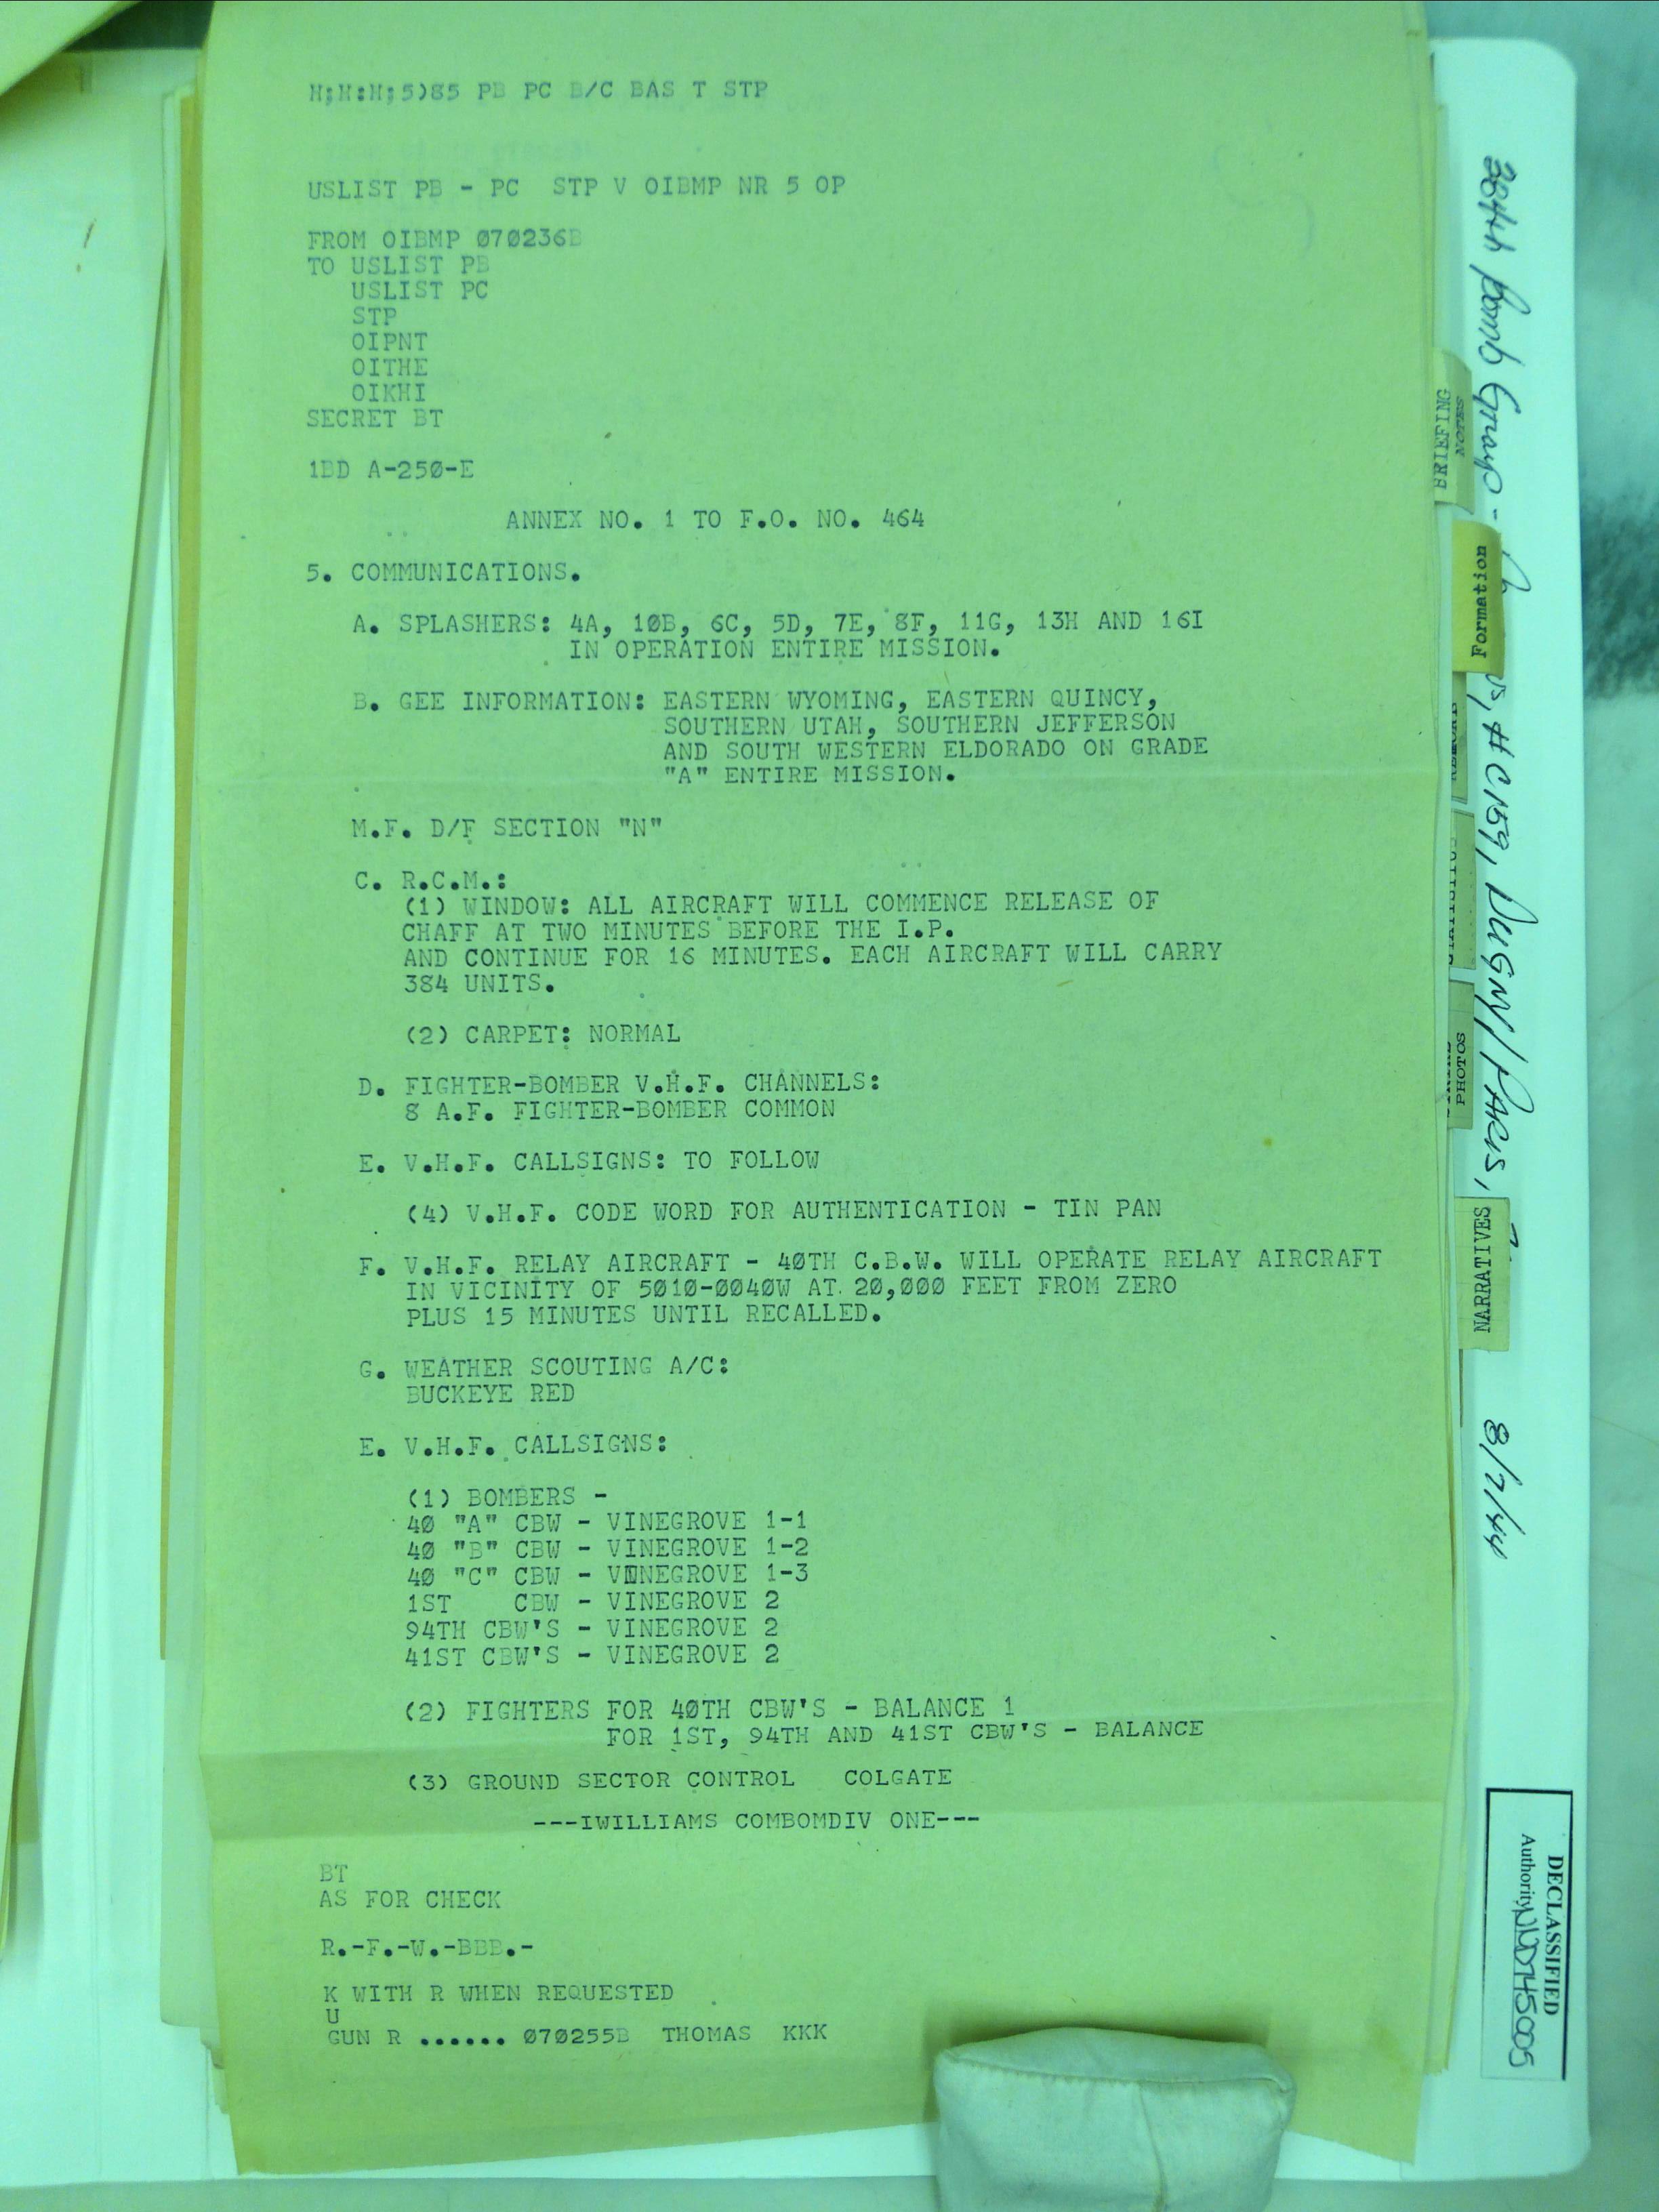 M;M:M;5)85 PB PC B/C BAS T STP
USLIST PB - PC STP V OIBMP NR 5 OP
FROM OIBMP 070236B
TO USLIST PB
USLIST PC
STP
OIPNT
OITHE
OIKHI
SECRET BT
1BD A-250-E
ANNEX NO. 1 TO F.O. NO. 464
5. COMMUNICATIONS.
A. SPLASHERS: 4A, 10B, 6C, 5D, 7E, 8F, 11G, 13H AND 16I
IN OPERATION ENTIRE MISSION.
B. GEE INFORMATION: EASTERN WYOMING, EASTERN QUINCY,
SOUTHERN UTAH, SOUTHERN JEFFERSON
AND SOUTH WESTERN ELDORADO ON GRADE
"A" ENTIRE MISSION.
M.F. D/F SECTION "N"
C. R.C.M.:
(1) WINDOW: ALL AIRCRAFT WILL COMMENCE RELEASE OF
CHAFF AT TWO MINUTES BEFORE THE I.P.
AND CONTINUE FOR 16 MINUTES. EACH AIRCRAFT WILL CARRY
384 UNITS.
(2) CARPET: NORMAL
D. FIGHTER-BOMBER V.H.F. CHANNELS:
8 A.F. FIGHTER-BOMBER COMMON
E. V.H.F. CALLSIGNS: TO FOLLOW
(4) V.H.F. CODE WORD FOR AUTHENTICATION - TIN PAN
F. V.H.F. RELAY AIRCRAFT - 40TH C.B.W. WILL OPERATE RELAY AIRCRAFT
IN VICINITY OF 5010-0040W AT 20,000 FEET FROM ZERO
PLUS 15 MINUTES UNTIL RECALLED.
G. WEATHER SCOUTING A/C:
BUCKEYE RED
E. V.H.F. CALLSIGNS:
(1) BOMBERS -
40 "A" CBW - VINEGROVE 1-1
40 "B" CBW - VINEGROVE 1-2
40 "C" CBW - VINEGROVE 1-3
1ST CBW - VINEGROVE 2
94TH CBW'S - VINEGROVE 2
41ST CBW'S - VINEGROVE 2
(2) FIGHTERS FOR 40TH CBW'S - BALANCE 1
FOR 1ST, 94TH AND 41ST CBW'S - BALANCE
(3) GROUND SECTOR CONTROL COLGATE
---IWILLIAMS COMBOMDIV ONE---
BT
AS FOR CHECK
R.-F.-W.-BBB.-
K WITH R WHEN REQUESTED
U
GUN R ...... 070255B THOMAS KKK
BRIEFING
NOTES
Formation
PHOTOS
NARRATIVES
384th Bomb Group -
#C159, DUGNY/PARIS,
8/7/44
DECLASSIFIED
Authority NND745005